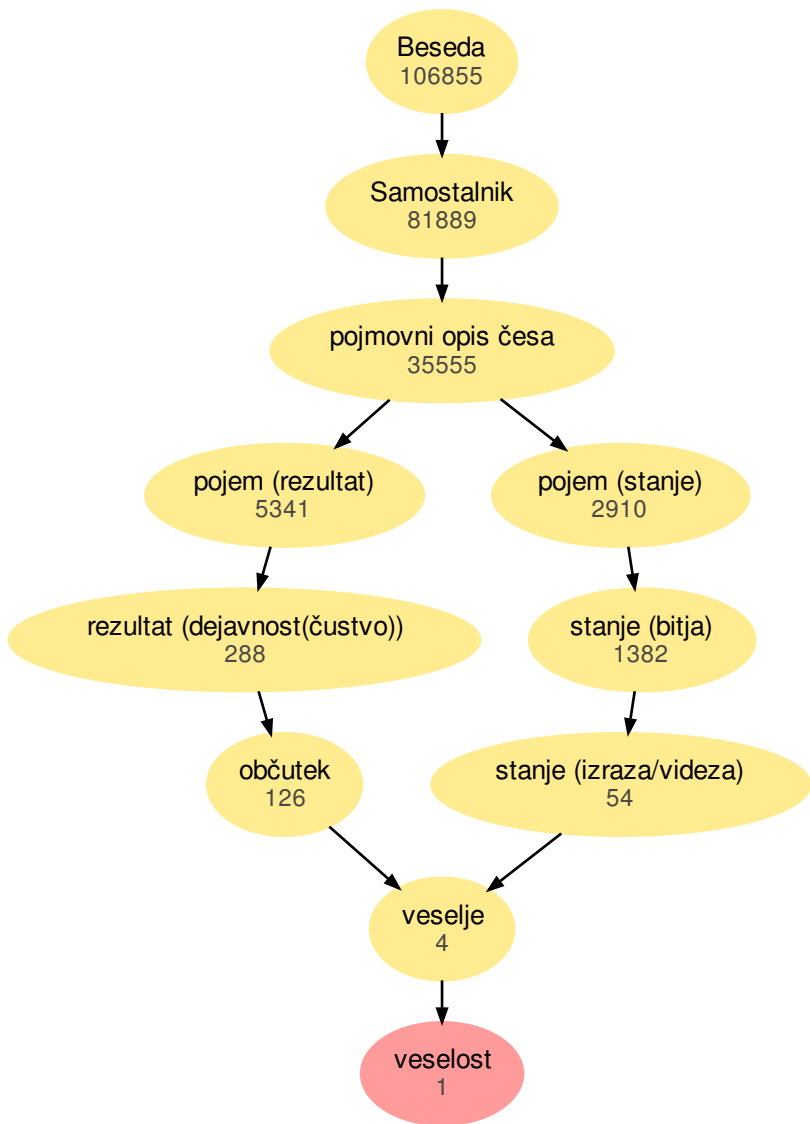 Beseda
106855
Samostalnik
81889
pojmovni opis česa
35555
pojem (rezultat)
5341
pojem (stanje)
2910
rezultat (dejavnost(čustvo))
288
stanje (bitja)
1382
občutek
126
stanje (izraza/videza)
54
veselje
4
veselost
1